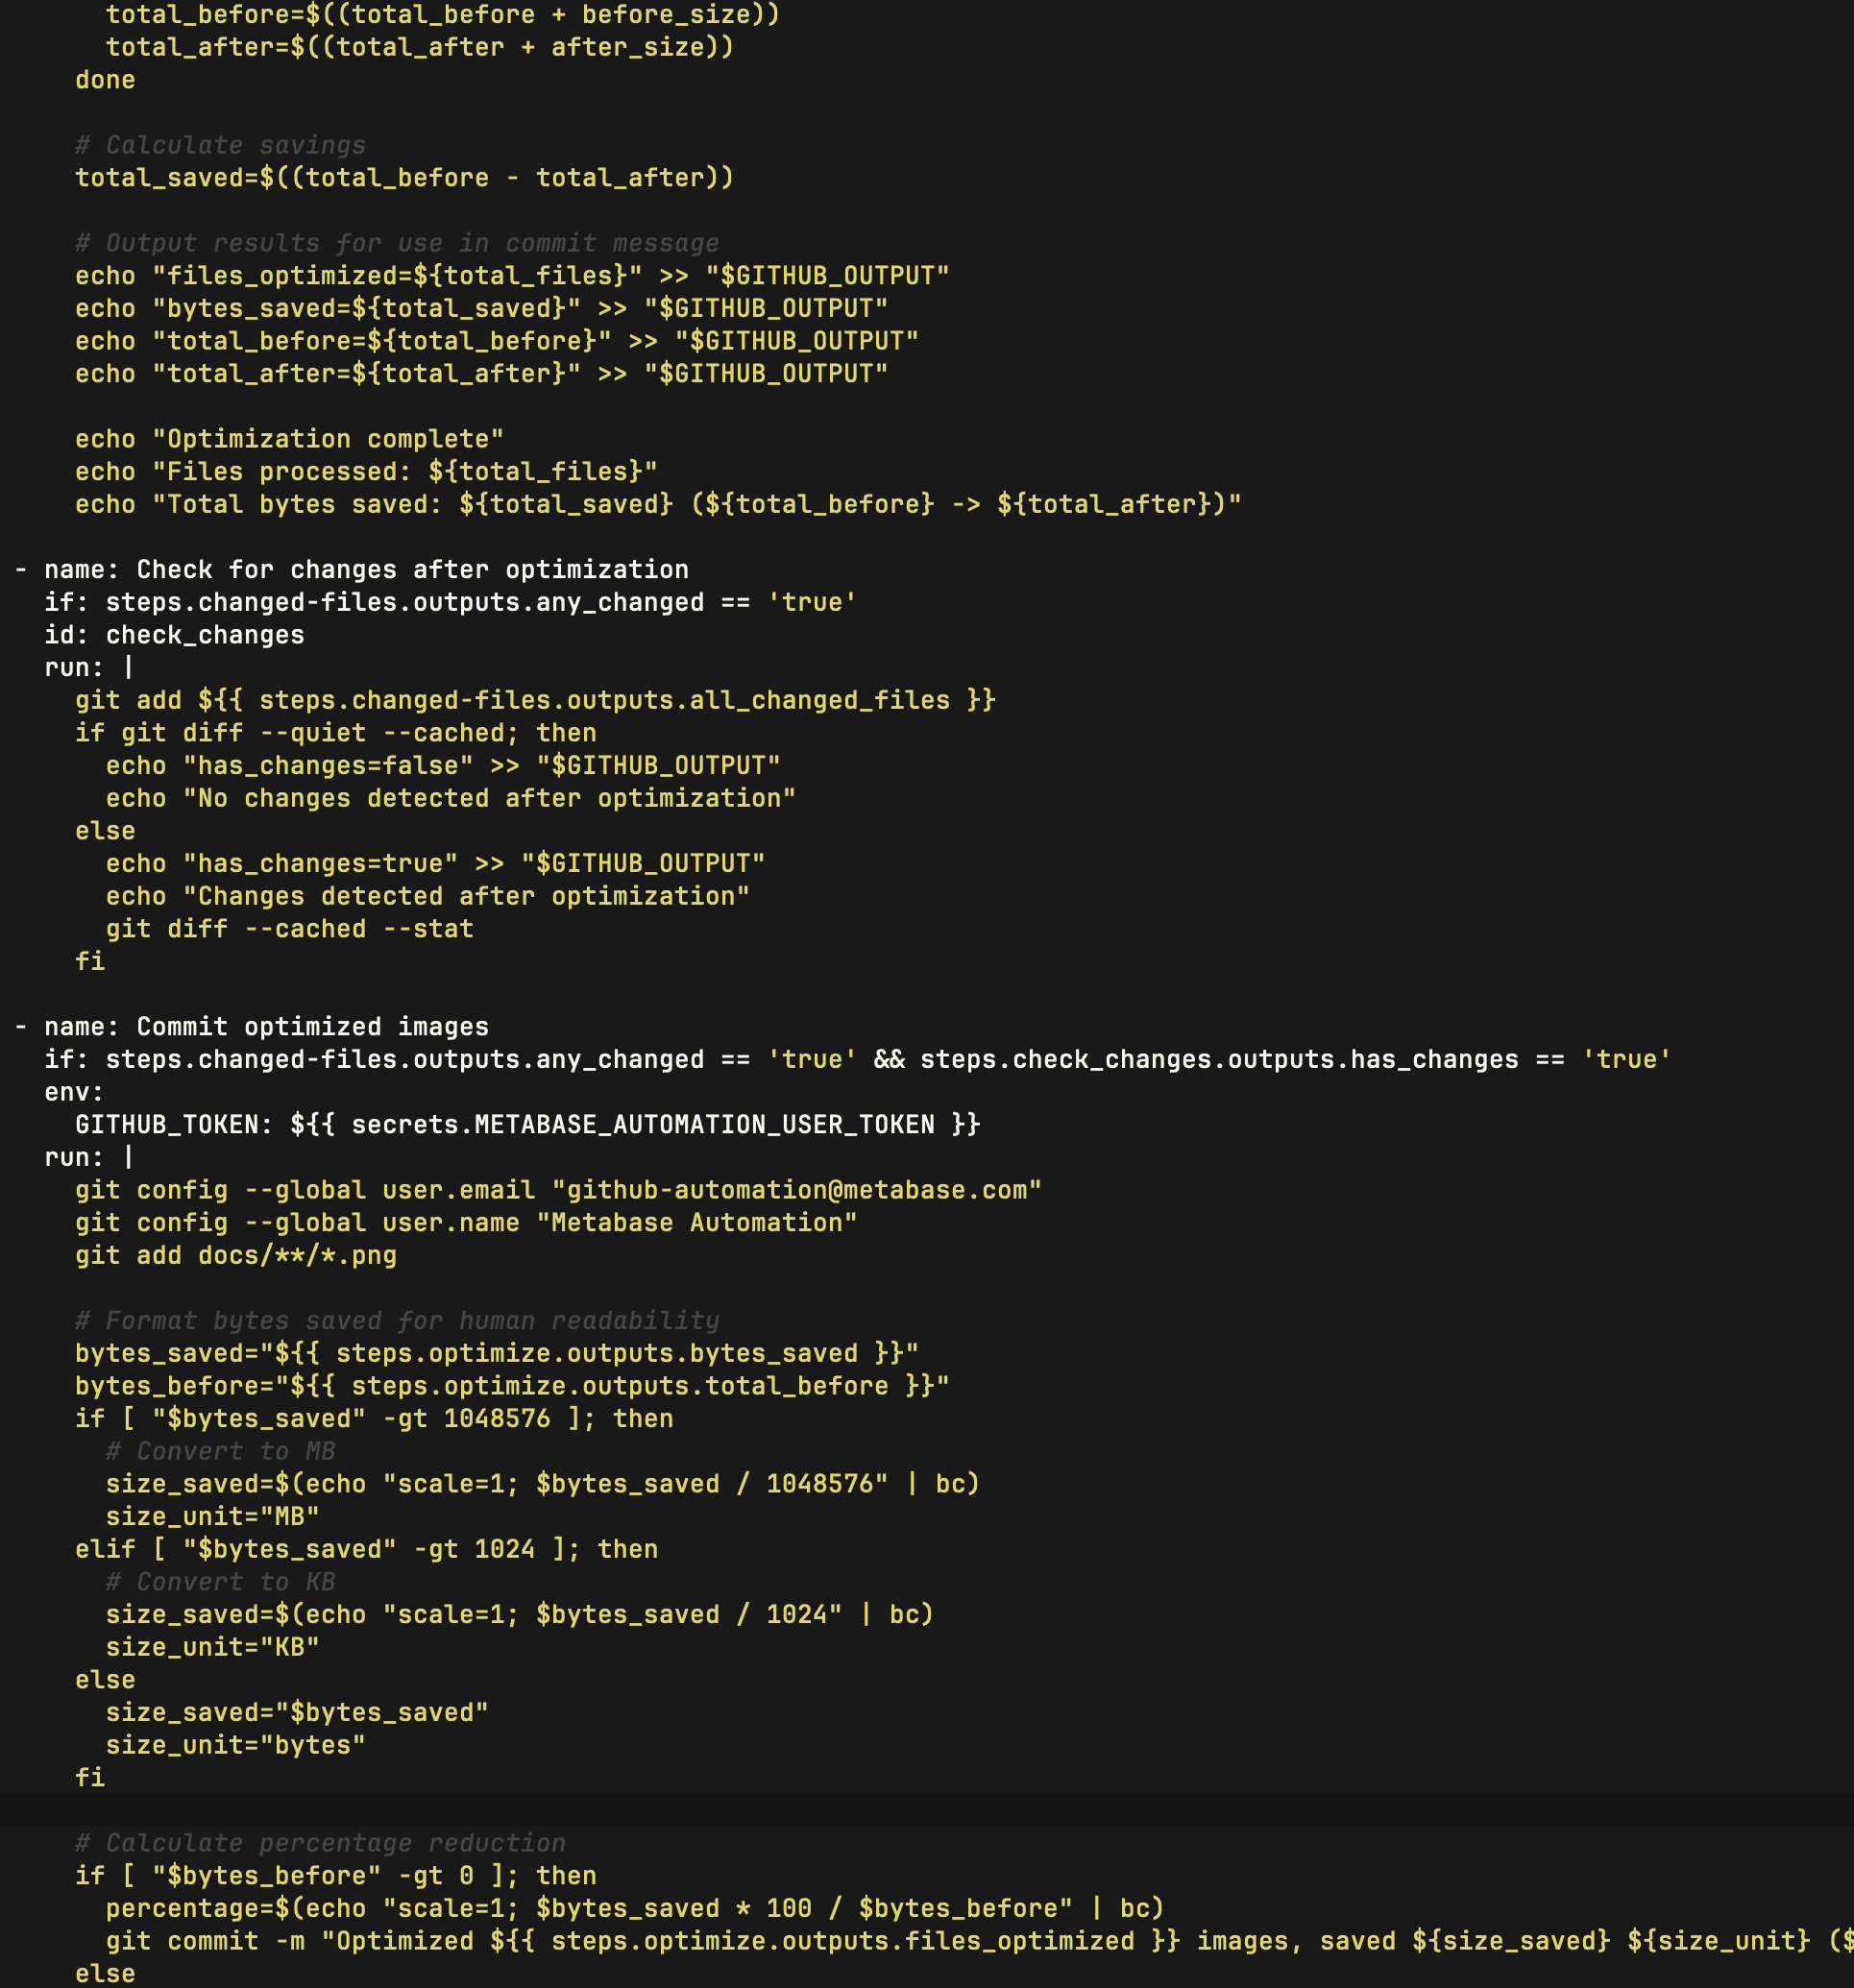 total_before=$((total_before + before_size))
total_after=$((total_after + after_size))
done
# Calculate savings
total_saved=$((total_before - total_after))
# Output results for use in commit message
echo "files_optimized=${total_files}" >> "$GITHUB_OUTPUT"
echo "bytes_saved=${total_saved}" >> "$GITHUB_OUTPUT"
echo "total_before=${total_before}" >> "$GITHUB_OUTPUT"
echo "total_after=${total_after}" >> "$GITHUB_OUTPUT"
echo "Optimization complete"
echo "Files processed: ${total_files}"
echo "Total bytes saved: ${total_saved} (${total_before} -> ${total_after})"
- name: Check for changes after optimization
if: steps.changed-files.outputs.any_changed == 'true'
id: check_changes
run: |
git add ${{ steps.changed-files.outputs.all_changed_files }}
if git diff --quiet --cached; then
echo "has_changes=false" >> "$GITHUB_OUTPUT"
echo "No changes detected after optimization"
else
echo "has_changes=true" >> "$GITHUB_OUTPUT"
echo "Changes detected after optimization"
git diff --cached --stat
fi
- name: Commit optimized images
if: steps.changed-files.outputs.any_changed == 'true' && steps.check_changes.outputs.has_changes == 'true'
env:
GITHUB_TOKEN: ${{ secrets.METABASE_AUTOMATION_USER_TOKEN }}
run: |
git config --global user.email "github-automation@metabase.com"
git config --global user.name "Metabase Automation"
git add docs/**/*.png
# Format bytes saved for human readability
bytes_saved="${{ steps.optimize.outputs.bytes_saved }}"
bytes_before="${{ steps.optimize.outputs.total_before }}"
if [ "$bytes_saved" -gt 1048576 ]; then
# Convert to MB
size_saved=$(echo "scale=1; $bytes_saved / 1048576" | bc)
size_unit="MB"
elif [ "$bytes_saved" -gt 1024 ]; then
# Convert to KB
size_saved=$(echo "scale=1; $bytes_saved / 1024" | bc)
size_unit="KB"
else
size_saved="$bytes_saved"
size_unit="bytes"
fi
# Calculate percentage reduction
if [ "$bytes_before" -gt 0 ]; then
percentage=$(echo "scale=1; $bytes_saved * 100 / $bytes_before" | bc)
git commit -m "Optimized ${{ steps.optimize.outputs.files_optimized }} images, saved ${size_saved} ${size_unit} ($
else